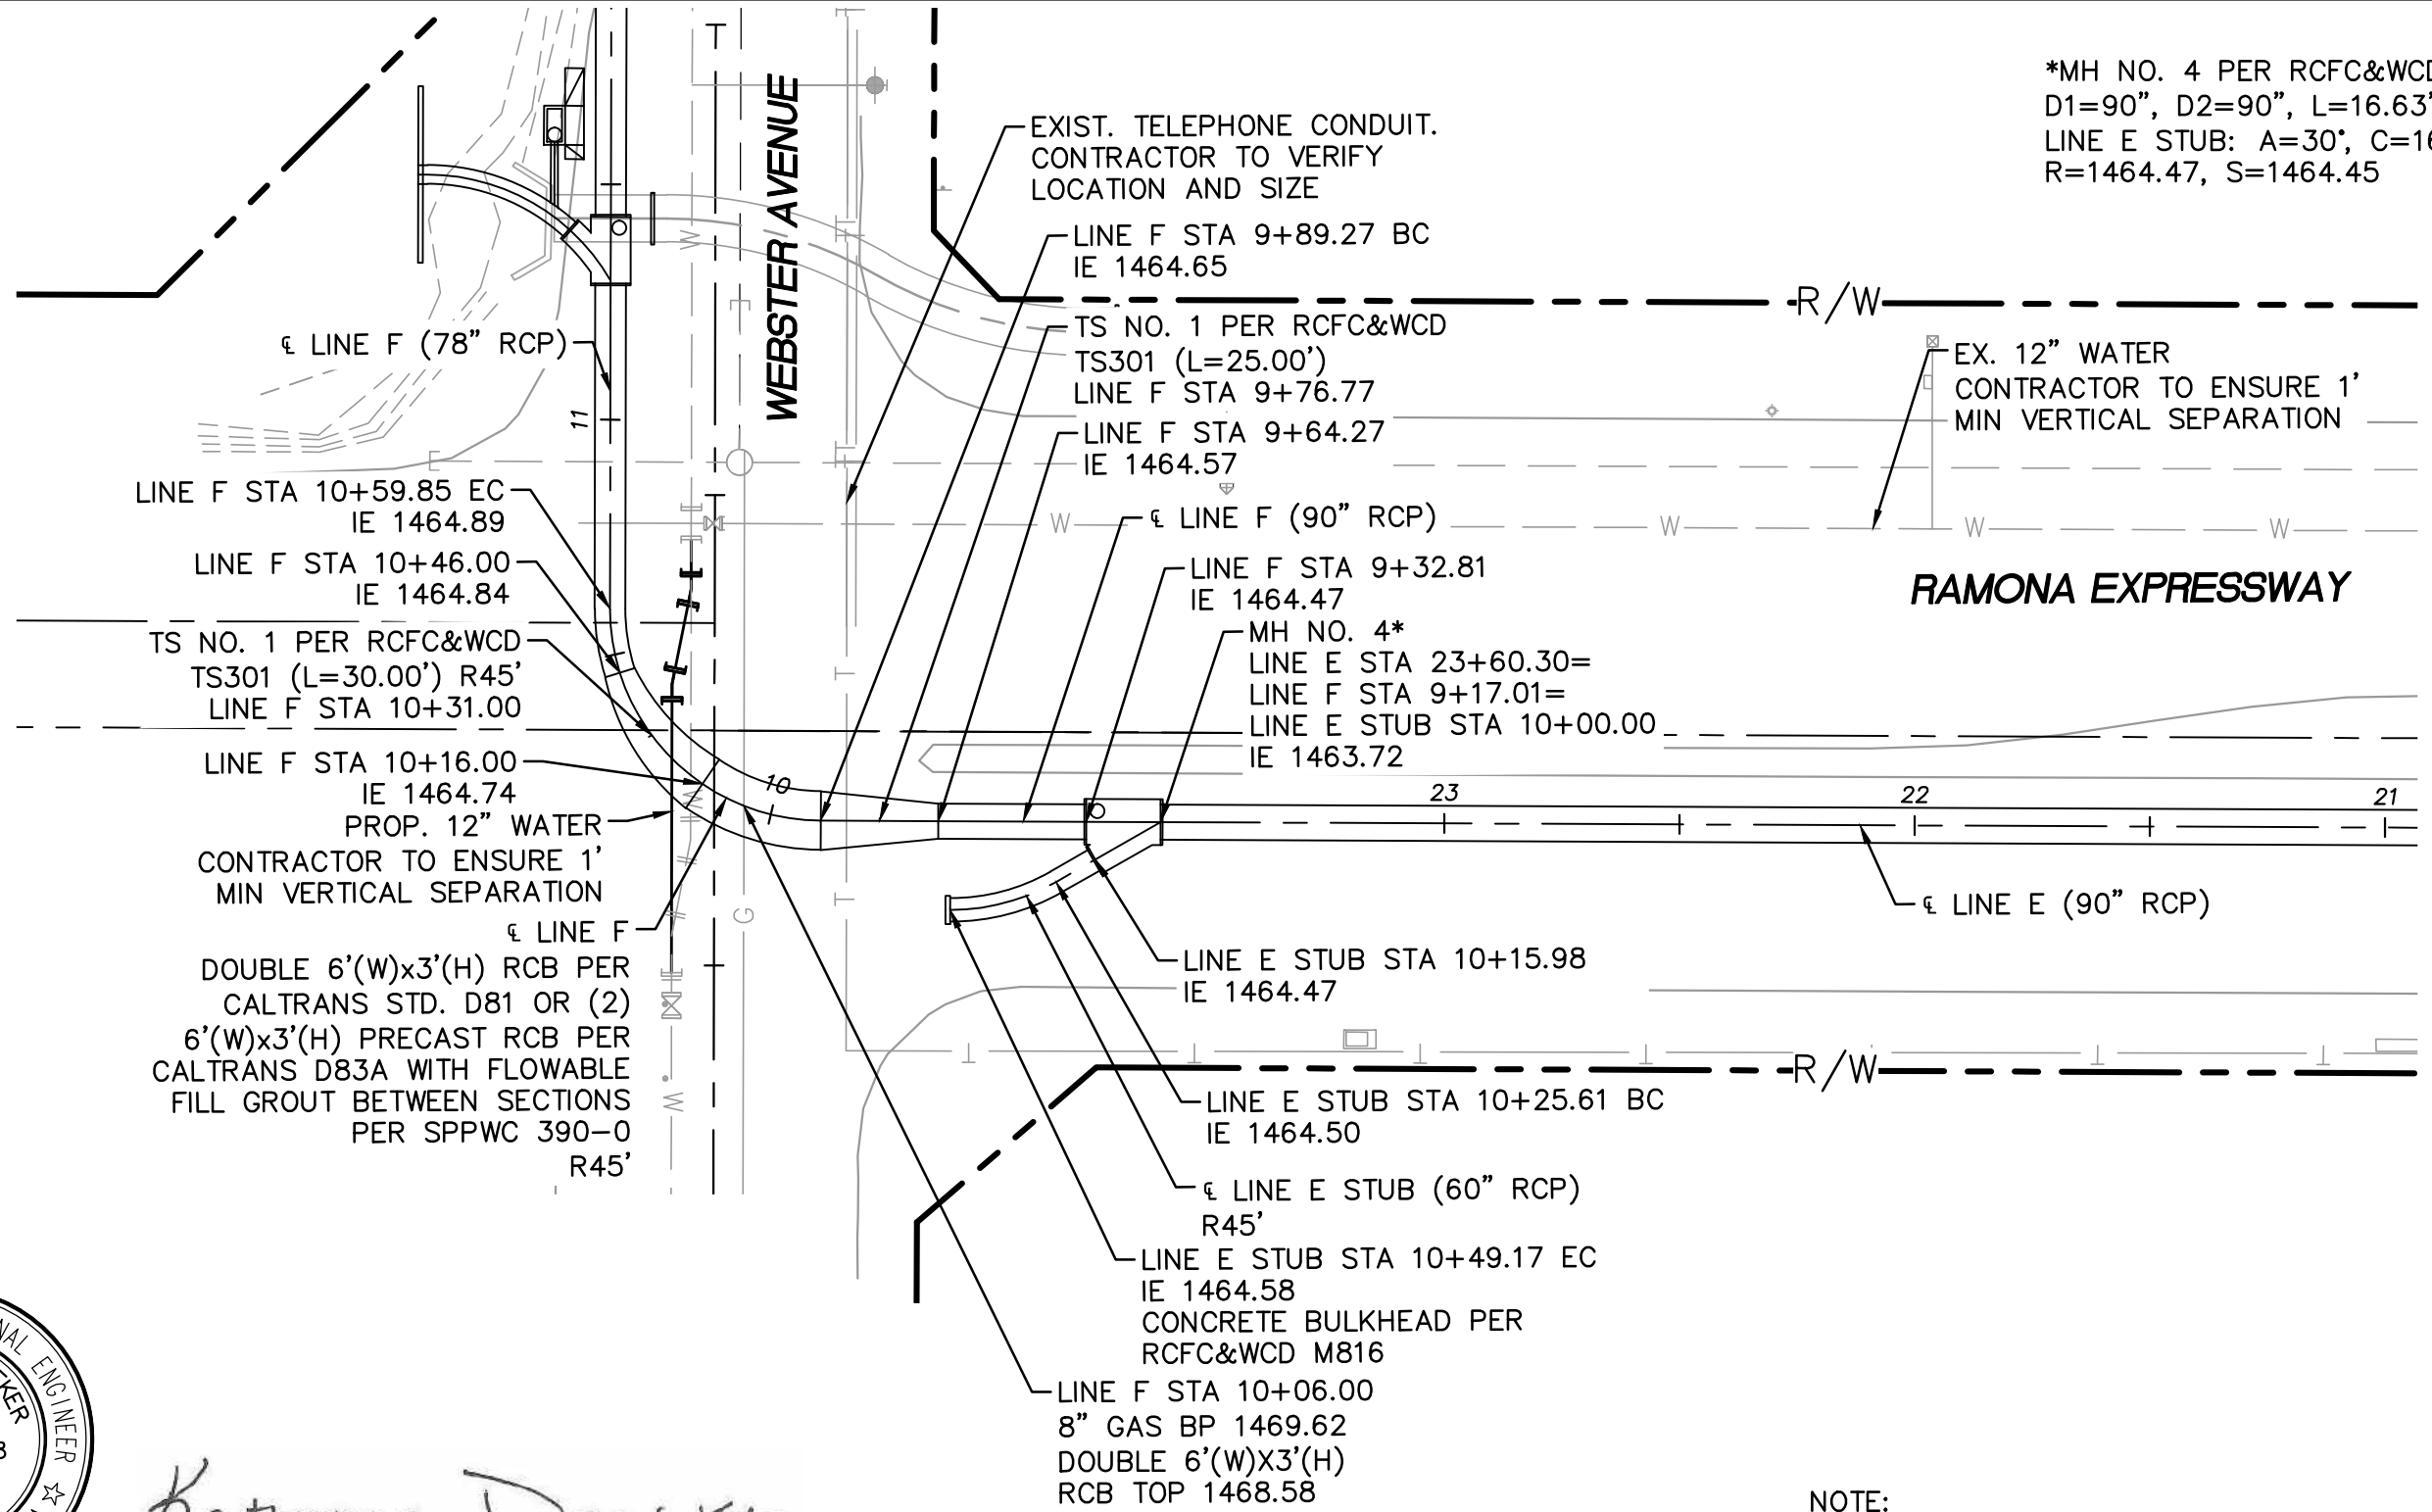 *MH NO. 4 PER RCFC&WCD
D1=90”, D2=90”, L=16.63’
LINE E STUB: A=30°, C=16
R=1464.47, S=1464.45
WEBSTER AVENUE
EXIST. TELEPHONE CONDUIT.
CONTRACTOR TO VERIFY
LOCATION AND SIZE
LINE F STA 9+89.27 BC
IE 1464.65
R/W
TS NO. 1 PER RCFC&WCD
TS301 (L=25.00’)
LINE F STA 9+76.77
LINE F STA 9+64.27
IE 1464.57
℄ LINE F (90” RCP)
LINE F STA 9+32.81
IE 1464.47
MH NO. 4*
LINE E STA 23+60.30=
LINE F STA 9+17.01=
LINE E STUB STA 10+00.00
IE 1463.72
EX. 12” WATER
CONTRACTOR TO ENSURE 1’
MIN VERTICAL SEPARATION
W
W
W
W
W
RAMONA EXPRESSWAY
℄ LINE F (78” RCP)
11
LINE F STA 10+59.85 EC
IE 1464.89
LINE F STA 10+46.00
IE 1464.84
TS NO. 1 PER RCFC&WCD
TS301 (L=30.00’) R45’
LINE F STA 10+31.00
LINE F STA 10+16.00
IE 1464.74
PROP. 12” WATER
CONTRACTOR TO ENSURE 1’
MIN VERTICAL SEPARATION
℄ LINE F
DOUBLE 6’(W)x3’(H) RCB PER
CALTRANS STD. D81 OR (2)
6’(W)x3’(H) PRECAST RCB PER
CALTRANS D83A WITH FLOWABLE
FILL GROUT BETWEEN SECTIONS
PER SPPWC 390-0
R45’
10
W
G
W
23
22
21
℄ LINE E (90” RCP)
LINE E STUB STA 10+15.98
IE 1464.47
R/W
LINE E STUB STA 10+25.61 BC
IE 1464.50
℄ LINE E STUB (60” RCP)
R45’
LINE E STUB STA 10+49.17 EC
IE 1464.58
CONCRETE BULKHEAD PER
RCFC&WCD M816
LINE F STA 10+06.00
8” GAS BP 1469.62
DOUBLE 6’(W)X3’(H)
RCB TOP 1468.58
NOTE:
NAL ENGINEER
KER